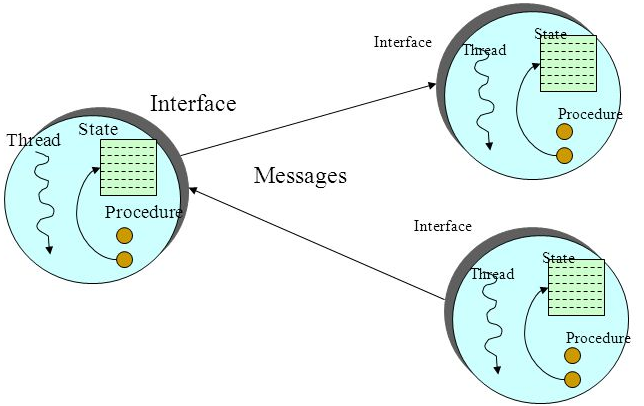 Interface
Thread
State
Procedure
Messages
Interface
Thread
State
Procedure
Interface
Thread
State
Procedure